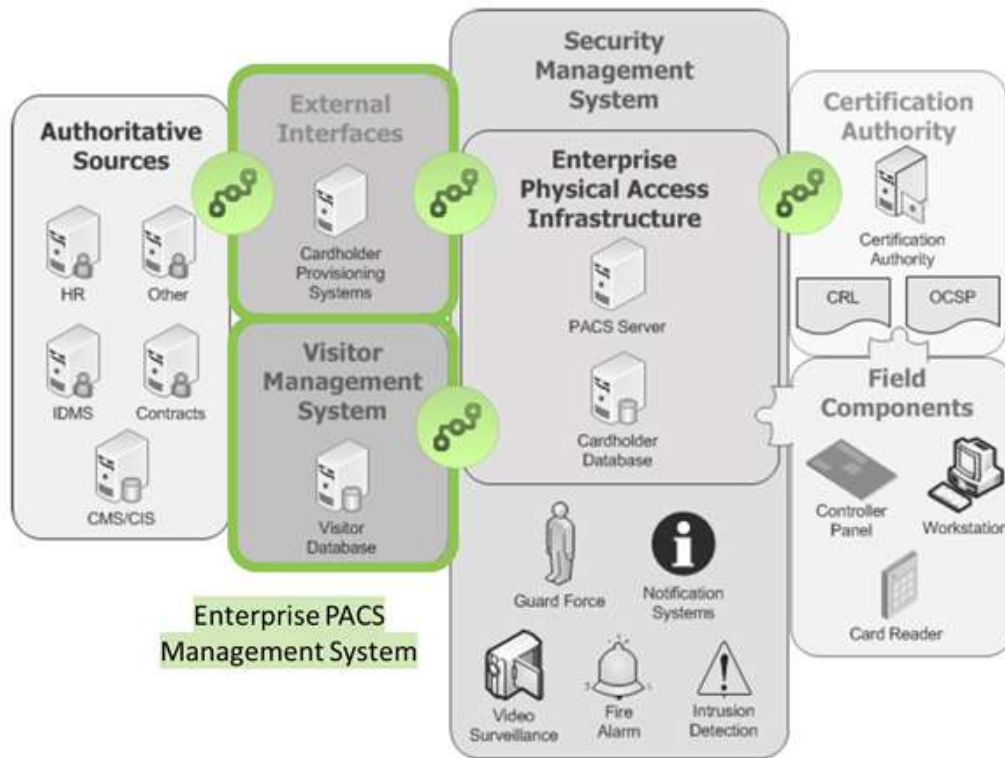 Authoritative
Sources
HR
Other
IDMS
Contracts
CMS/CIS
External
Interfaces
Cardholder
Provisioning
Systems
Visitor
Management
System
Visitor
Database
Enterprise PACS
Management System
Security
Management
System
Enterprise
Physical Access
Infrastructure
PACS Server
Cardholder
Database
Guard Force
Notification
Systems
Video
Surveillance
Fire
Alarm
Intrusion
Detection
Certification
Authority
Certification
Authority
CRL
OCSP
Field
Components
Controller
Panel
Workstation
Card Reader